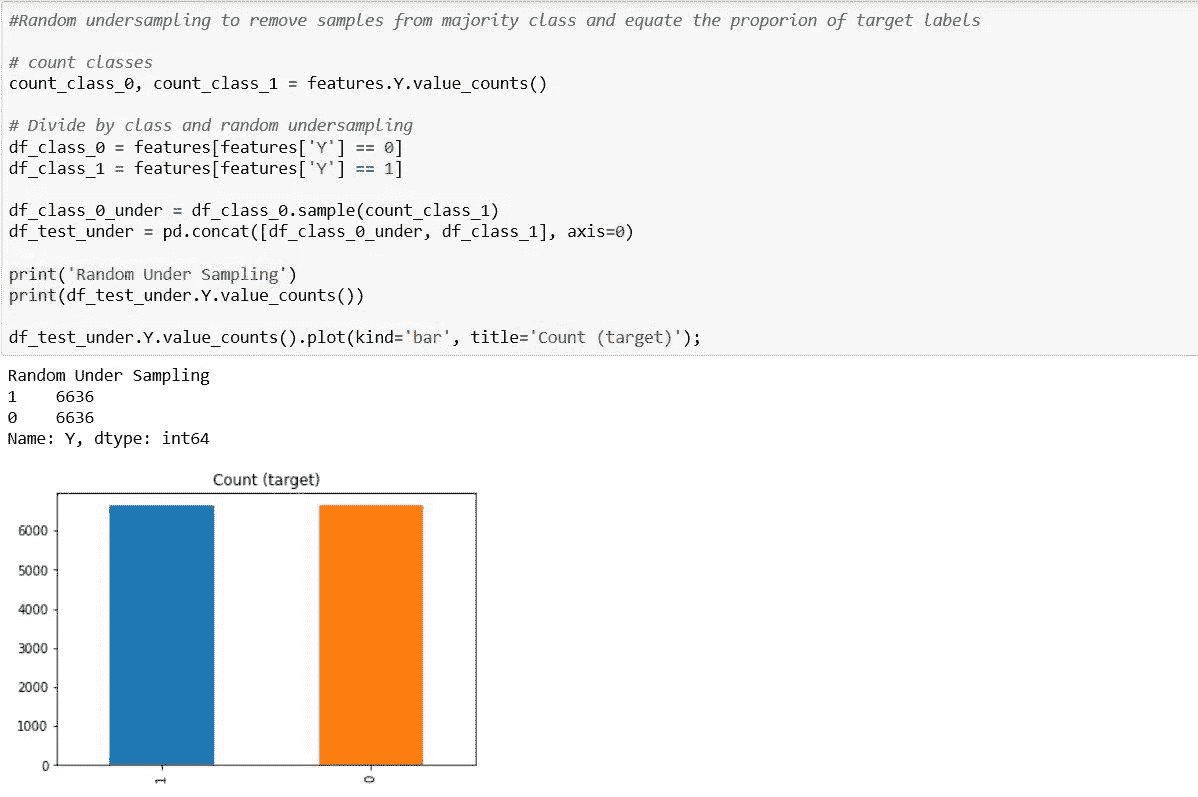 #Random undersampling to remove samples from majority class and equate the proporion of target labels
# count classes
count_class_0, count_class_1 = features.Y.value_counts()
# Divide by class and random undersampling
df_class_0 = features[features['Y'] == 0]
df_class_1 = features[features['Y'] == 1]
df_class_0_under = df_class_0.sample(count_class_1)
df_test_under = pd.concat([df_class_0_under, df_class_1], axis=0)
print('Random Under Sampling')
print(df_test_under.Y.value_counts())
df_test_under.Y.value_counts().plot(kind='bar', title='Count (target)');
Random Under Sampling
1    6636
0    6636
Name: Y, dtype: int64
Count (target)
6000
5000
4000
3000
2000
1000
0
1
0